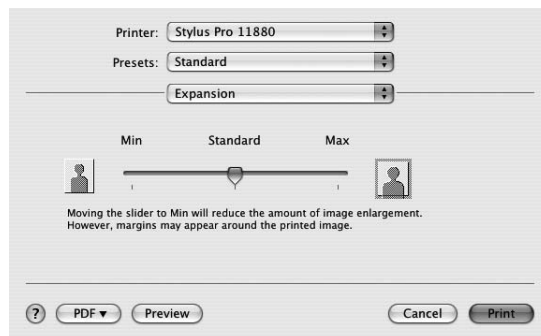 Printer: Stylus Pro 11880
Presets: Standard
Expansion
Min Standard Max
Moving the slider to Min will reduce the amount of image enlargement.
However, margins may appear around the printed image.
? PDF▼ Preview Cancel Print